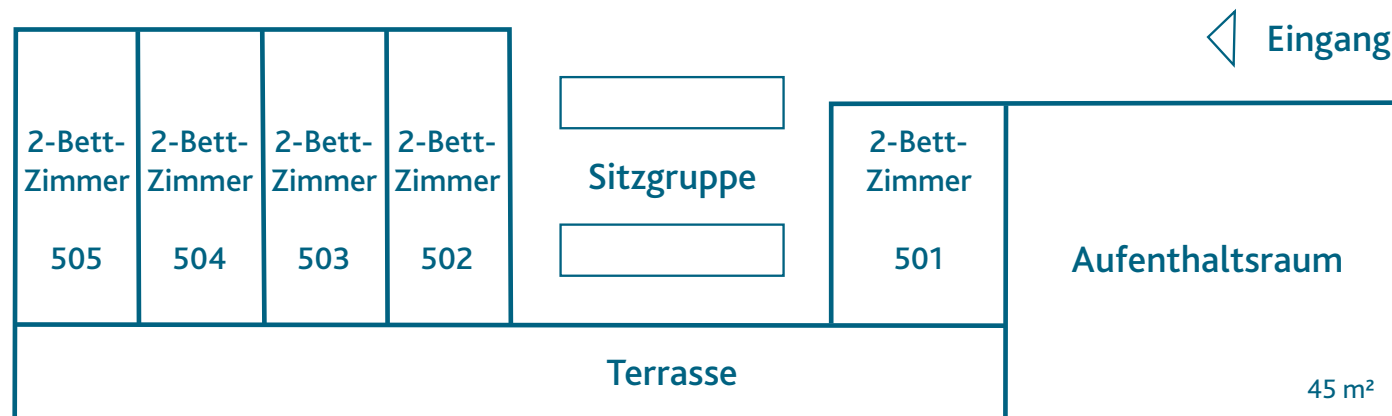 Eingang
2-Bett-
Zimmer
505
2-Bett-
Zimmer
504
2-Bett-
Zimmer
503
2-Bett-
Zimmer
502
Sitzgruppe
2-Bett-
Zimmer
501
Aufenthaltsraum
Terrasse
45 m²